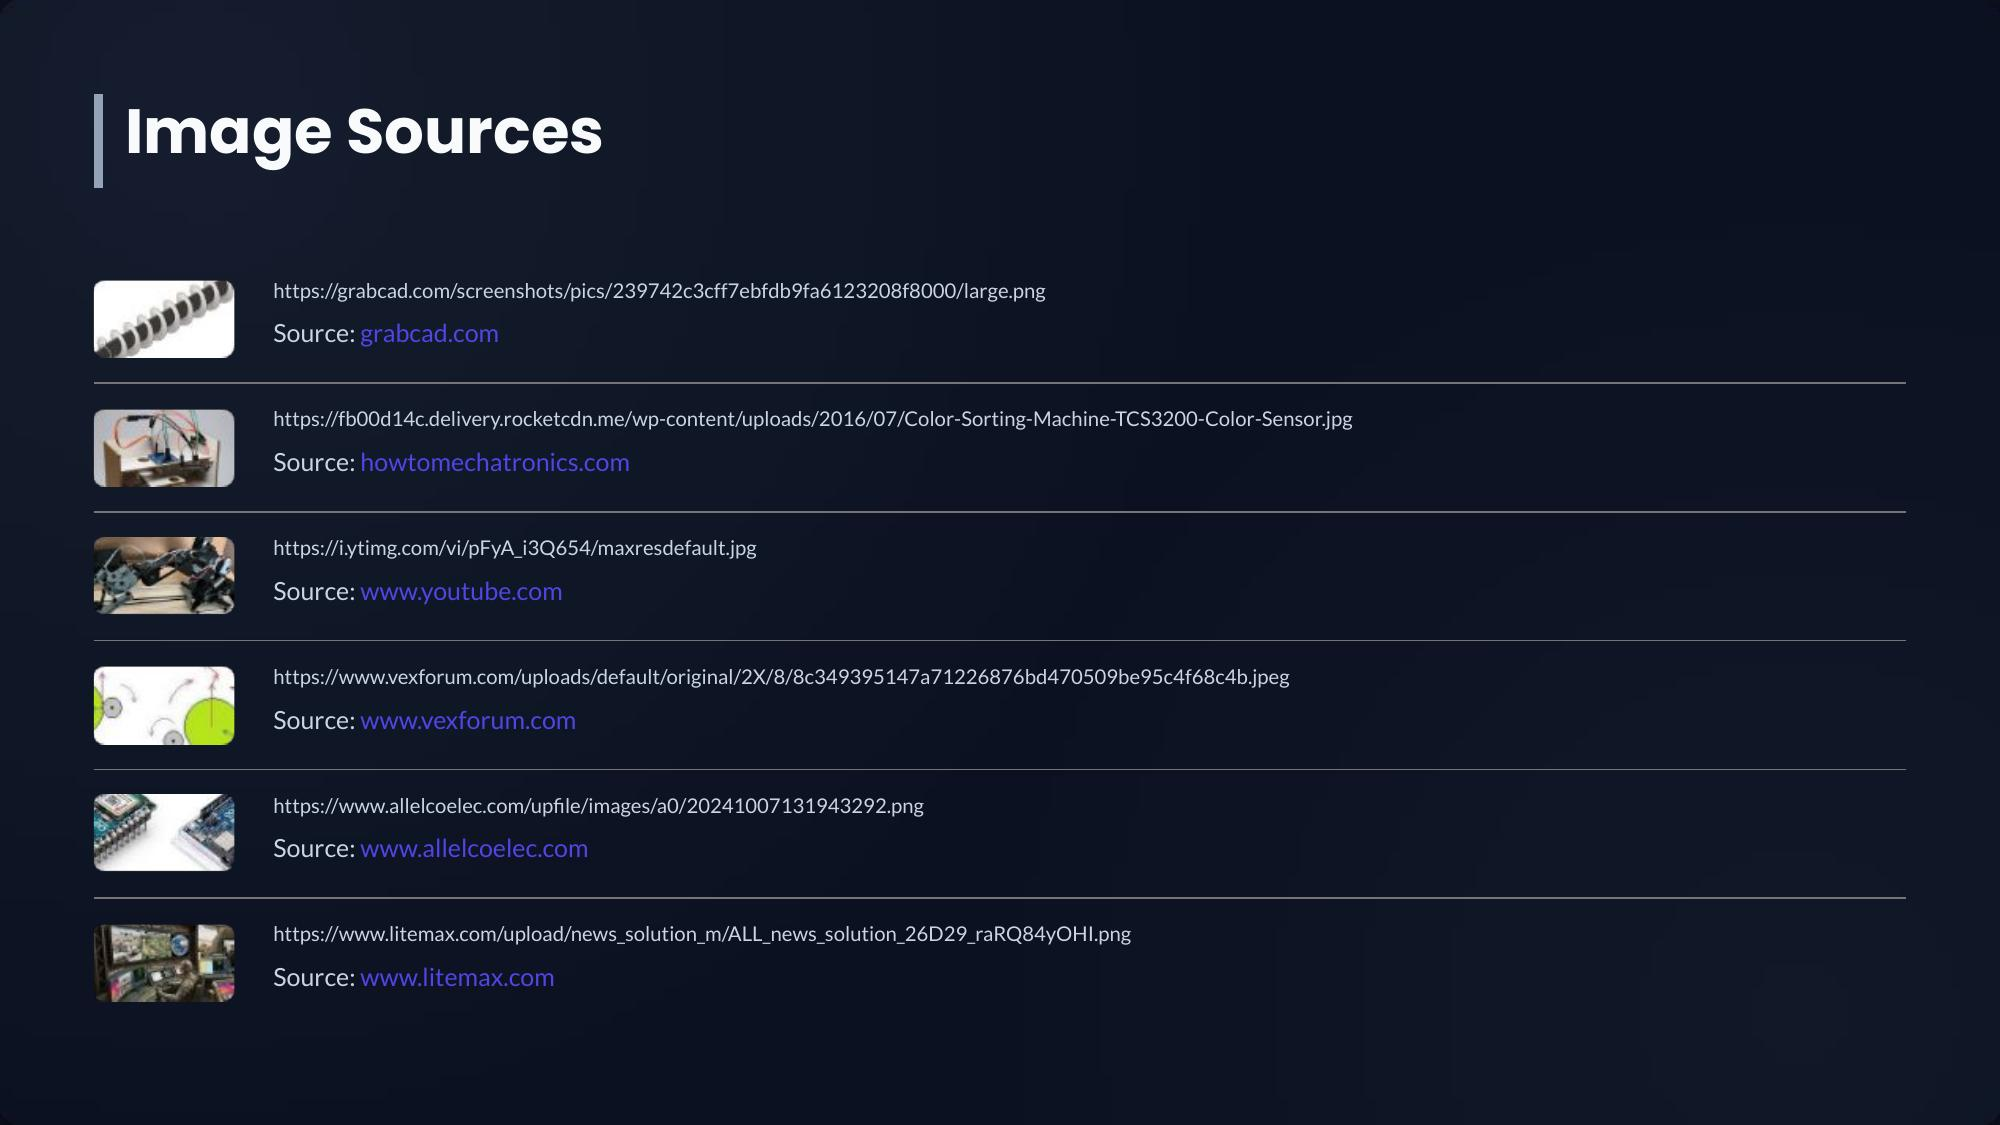 Image Sources
https://grabcad.com/screenshots/pics/239742c3cff7ebfdb9fa6123208f8000/large.png
Source: grabcad.com
https://fb00d14c.delivery.rocketcdn.me/wp-content/uploads/2016/07/Color-Sorting-Machine-TCS3200-Color-Sensor.jpg
Source: howtomechatronics.com
https://i.ytimg.com/vi/pFyA_i3Q654/maxresdefault.jpg
Source: www.youtube.com
https://www.vexforum.com/uploads/default/original/2X/8/8c349395147a71226876bd470509be95c4f68c4b.jpeg
Source: www.vexforum.com
https://www.allelcoelec.com/upfile/images/a0/20241007131943292.png
Source: www.allelcoelec.com
https://www.litemax.com/upload/news_solution_m/ALL_news_solution_26D29_raRQ84yOHI.png
Source: www.litemax.com